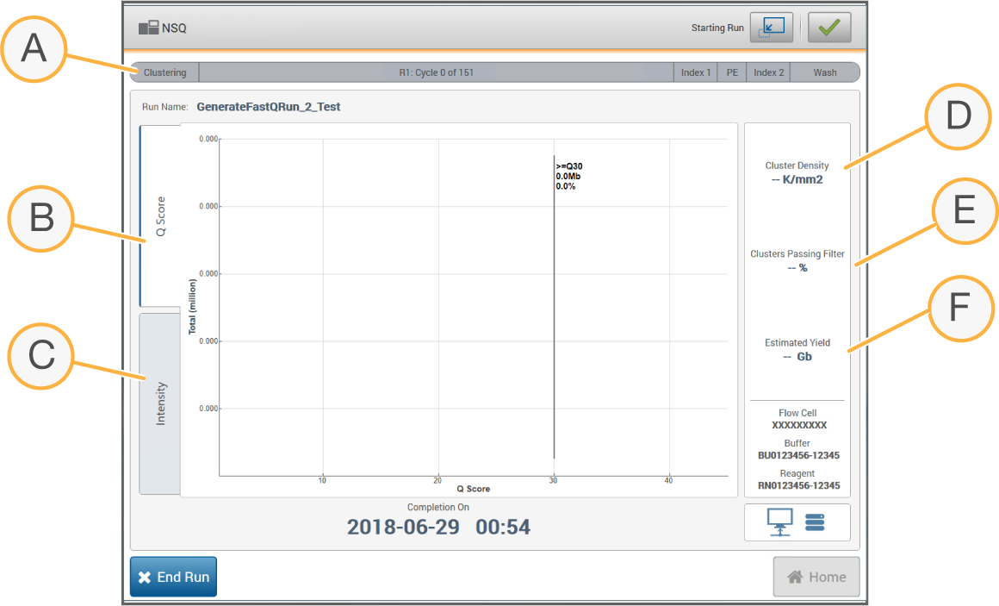 NSQ
Starting Run
A
Clustering R1: Cycle 0 of 151 Index 1 PE Index 2 Wash
Run Name: GenerateFastQRun_2_Test
B
Q Score
C
Intensity
Total (million)
0.000
0.000
0.000
0.000
0.000
>=Q30
0.0Mb
0.0%
10 20 30 40
Q Score
D
Cluster Density
-- K/mm2
E
Clusters Passing Filter
-- %
F
Estimated Yield
-- Gb
Flow Cell
XXXXXXXXX
Buffer
BU0123456-12345
Reagent
RN0123456-12345
Completion On
2018-06-29 00:54
End Run
Home